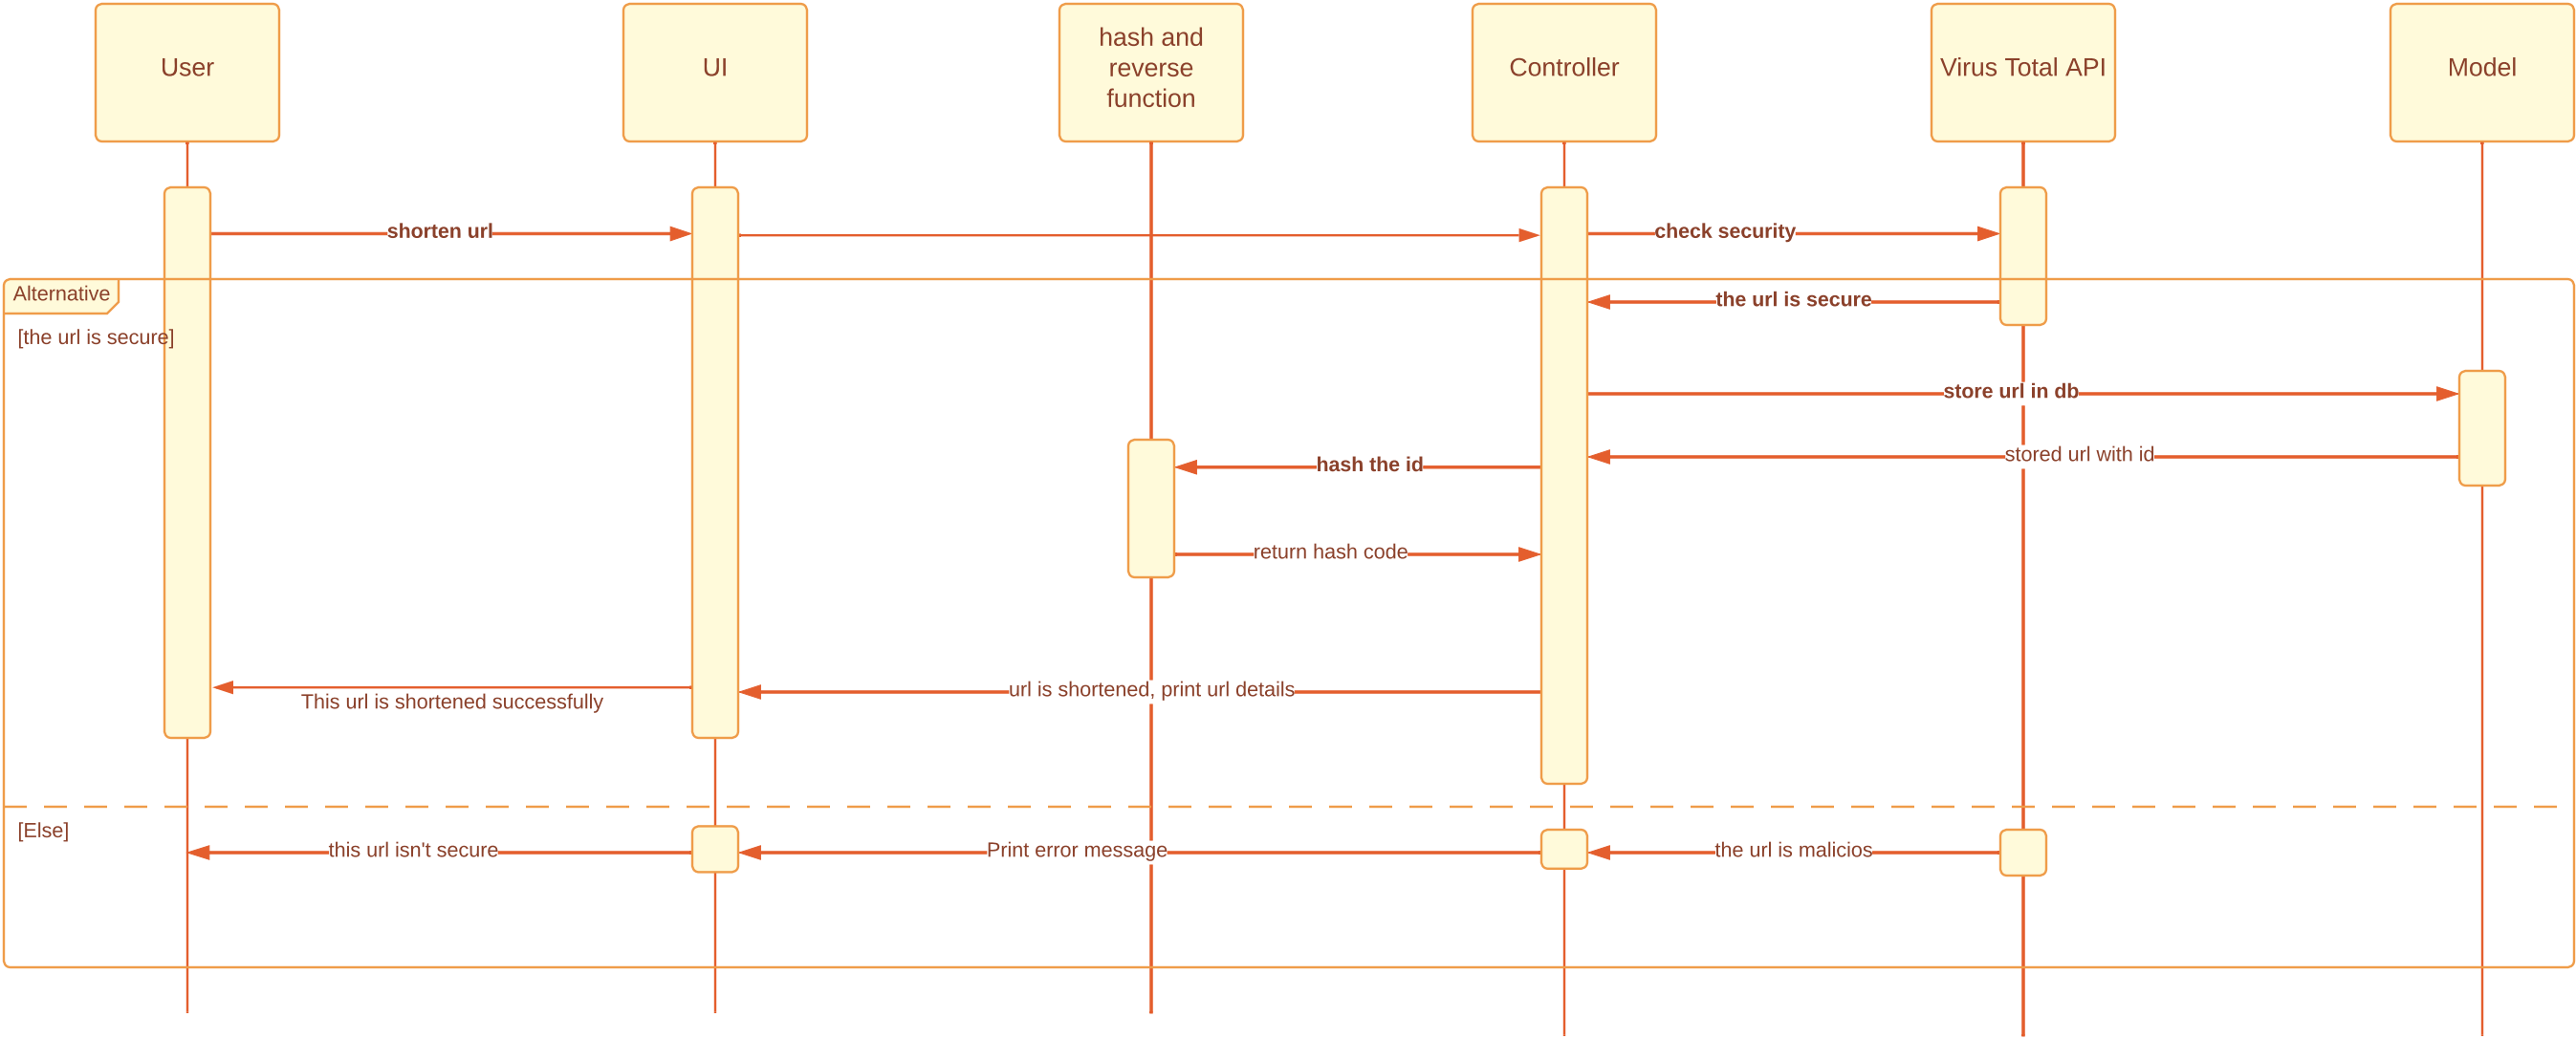 User
UI
hash and
reverse
function
Controller
Virus Total API
Model
shorten url
check security
Alternative
the url is secure
[the url is secure]
store url in db
stored url with id
hash the id
return hash code
url is shortened, print url details
This url is shortened successfully
[Else]
this url isn't secure
Print error message
the url is malicios